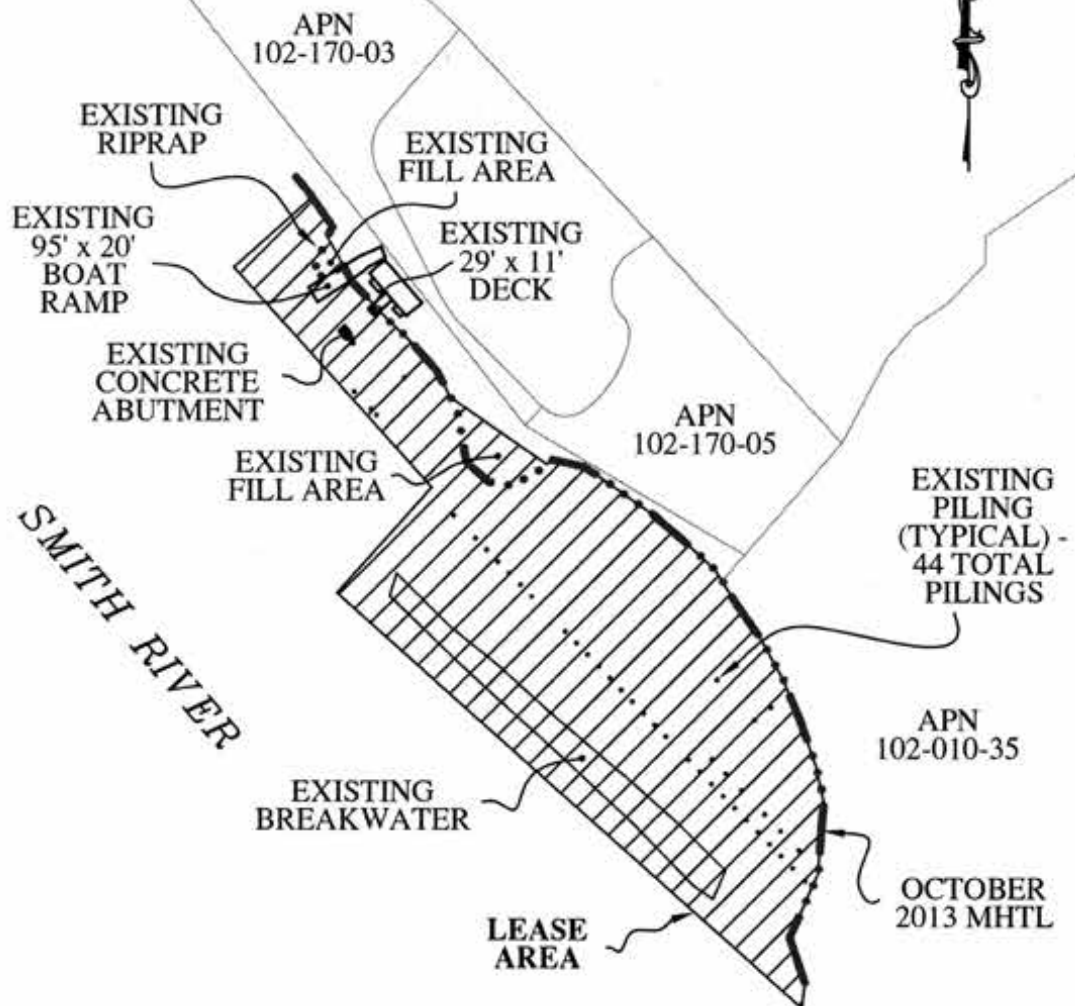 APN
102-170-03
EXISTING
RIPRAP
EXISTING
FILL AREA
EXISTING
95' x 20'
BOAT
RAMP
EXISTING
29' x 11'
DECK
EXISTING
CONCRETE
ABUTMENT
APN
102-170-05
EXISTING
FILL AREA
EXISTING
PILING
(TYPICAL) -
44 TOTAL
PILINGS
SMITH RIVER
APN
102-010-35
EXISTING
BREAKWATER
OCTOBER
2013 MHTL
LEASE
AREA